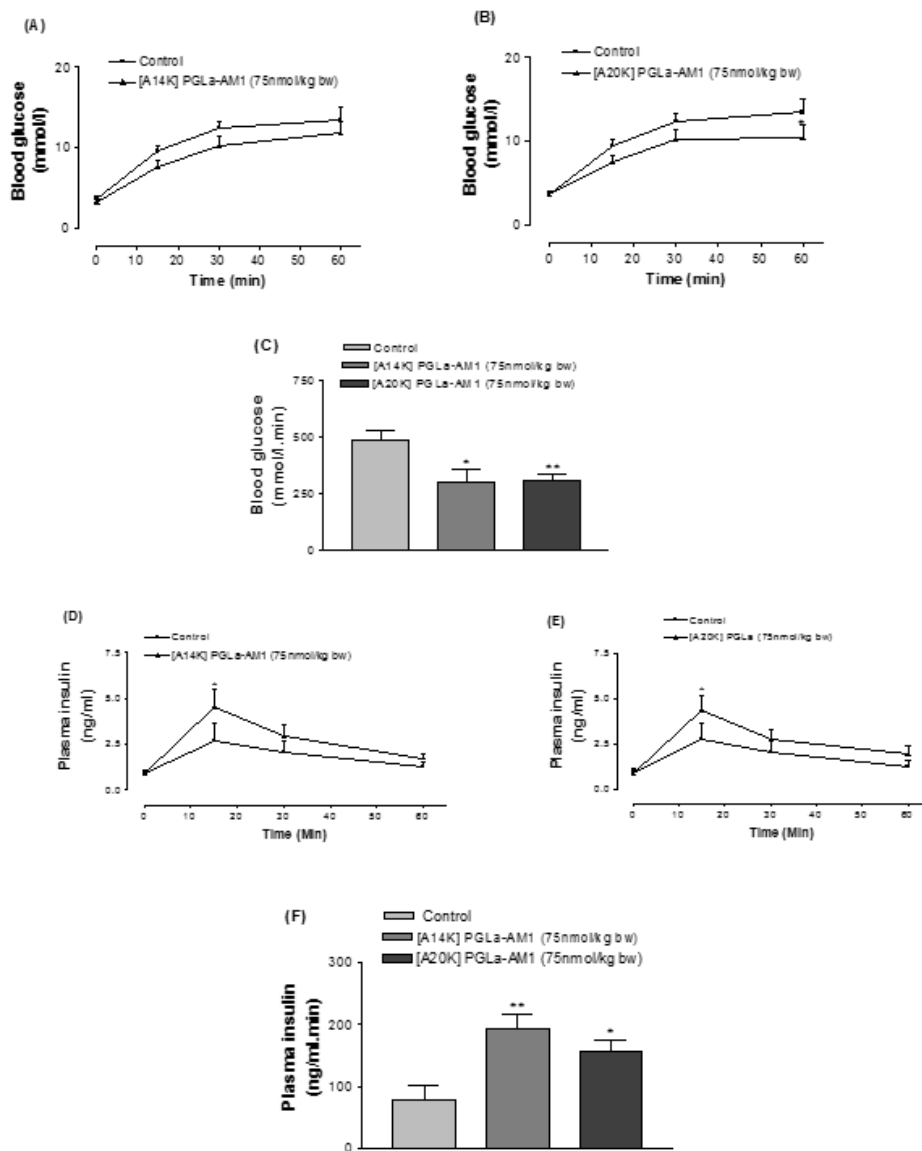 (A)
Control
[A14K] PGLa-AM1 (75nmol/kg bw)
Blood glucose
(mmol/l)
20
10
0
0 10 20 30 40 50 60
Time (min)
(B)
Control
[A20K] PGLa-AM1 (75nmol/kg bw)
Blood glucose
(mmol/l)
20
10
0
*
0 10 20 30 40 50 60
Time (min)
(C)
Control
[A14K] PGLa-AM1 (75nmol/kg bw)
[A20K] PGLa-AM1 (75nmol/kg bw)
Blood glucose
(mmol/l.min)
750
500
250
0
* **
(D)
Control
[A14K] PGLa-AM1 (75nmol/kg bw)
Plasma insulin
(ng/ml)
7.5
5.0
2.5
0.0
*
0 10 20 30 40 50 60
Time (Min)
(E)
Control
[A20K] PGLa (75nmol/kg bw)
Plasma insulin
(ng/ml)
7.5
5.0
2.5
0.0
*
0 10 20 30 40 50 60
Time (Min)
(F)
Control
[A14K] PGLa-AM1 (75nmol/kg bw)
[A20K] PGLa-AM1 (75nmol/kg bw)
Plasma insulin
(ng/ml.min)
300
200
100
0
** *